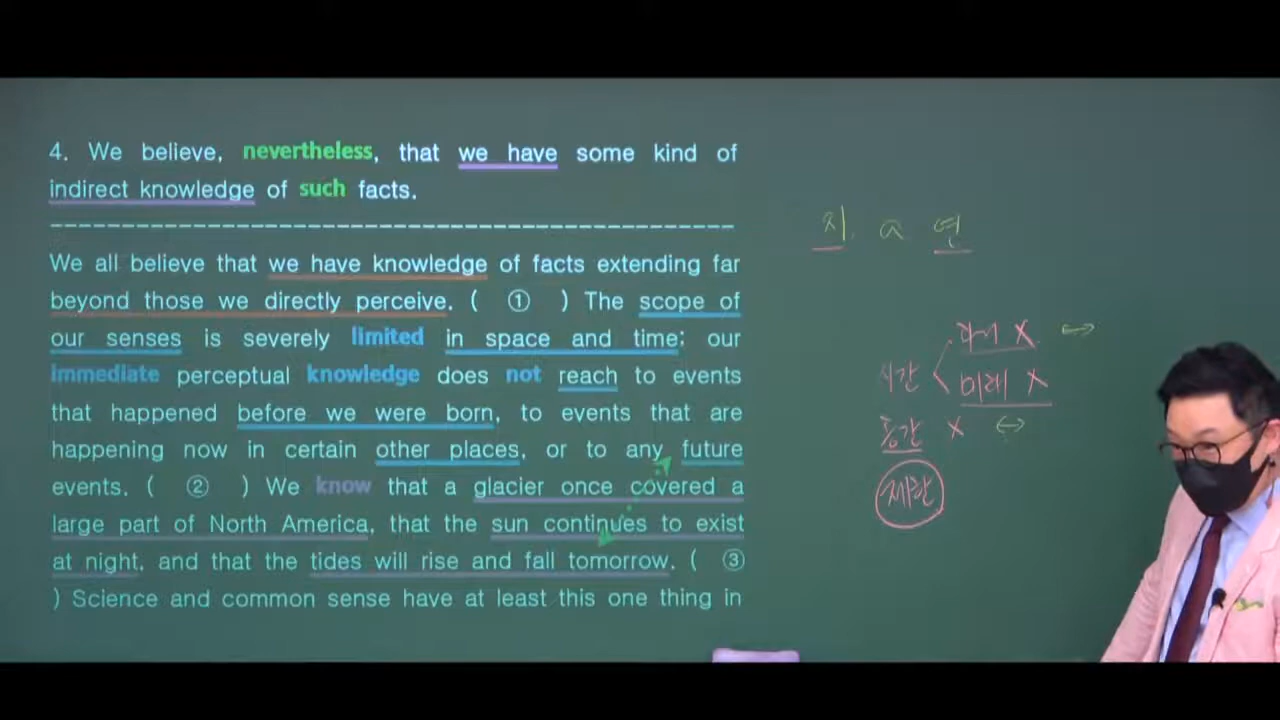 4. We believe, nevertheless, that we have some kind of
indirect knowledge of such facts.
We all believe that we have knowledge of facts extending far
beyond those we directly perceive. ( ① ) The scope of
our senses is severely limited in space and time; our
immediate perceptual knowledge does not reach to events
that happened before we were born, to events that are
happening now in certain other places, or to any future
events. ( ② ) We know that a glacier once covered a
large part of North America, that the sun continues to exist
at night, and that the tides will rise and fall tomorrow. ( ③
) Science and common sense have at least this one thing in
시간
미래 X
공간 X
제한